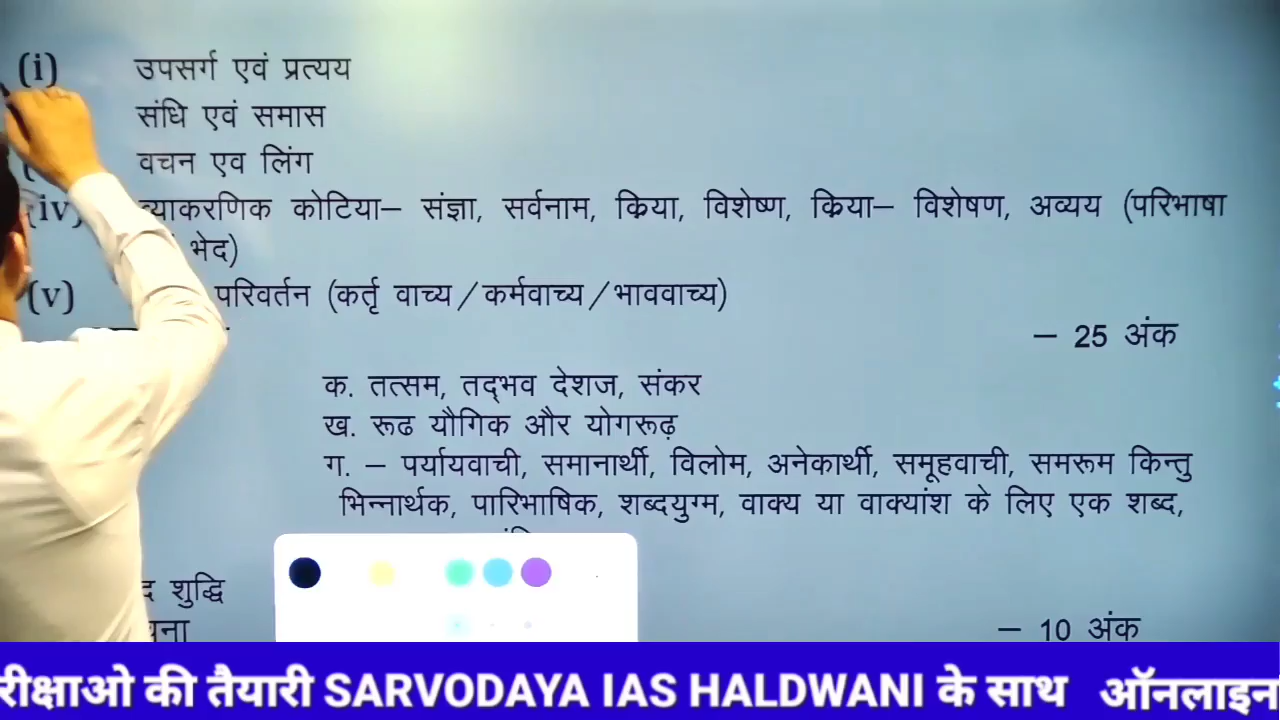 (i) उपसर्ग एवं प्रत्यय
संधि एवं समास
वचन एव लिंग
(iv) व्याकरणिक कोटिया– संज्ञा, सर्वनाम, क्रिया, विशेष्ण, क्रिया– विशेषण, अव्यय (परिभाषा
भेद)
(v) परिवर्तन (कर्तृ वाच्य/कर्मवाच्य/भाववाच्य)
– 25 अंक
क. तत्सम, तद्भव देशज, संकर
ख. रूढ यौगिक और योगरूढ़
ग. – पर्यायवाची, समानार्थी, विलोम, अनेकार्थी, समूहवाची, समरूम किन्तु
भिन्नार्थक, पारिभाषिक, शब्दयुग्म, वाक्य या वाक्यांश के लिए एक शब्द,
शुद्धि
– 10 अंक
रीक्षाओ की तैयारी SARVODAYA IAS HALDWANI के साथ ऑनलाइन